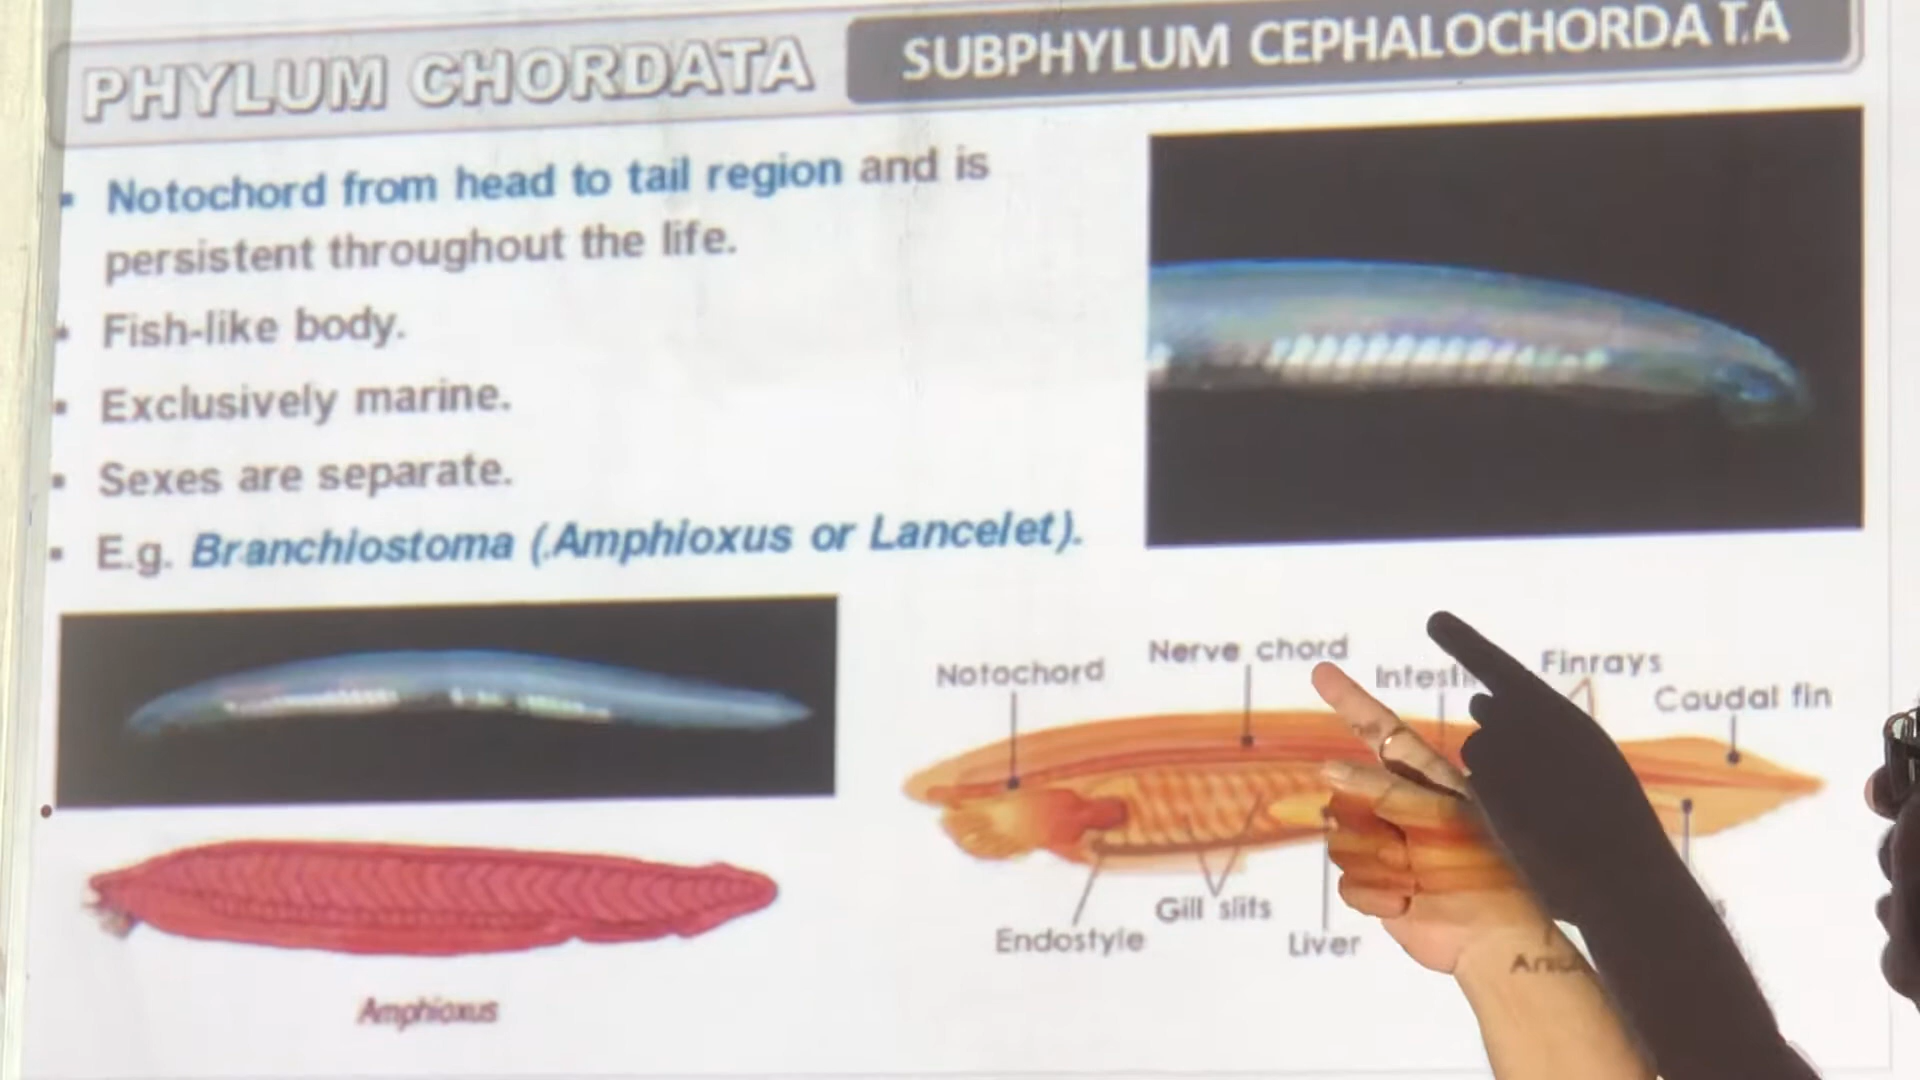 PHYLUM CHORDATA
SUBPHYLUM CEPHALOCHORDATA
Notochord from head to tail region and is
persistent throughout the life.
Fish-like body.
Exclusively marine.
Sexes are separate.
E.g. Branchiostoma (Amphioxus or Lancelet).
Nerve chord
Notochord
Finrays
Caudal fin
Gill slits
Endostyle
Liver
Amphioxus